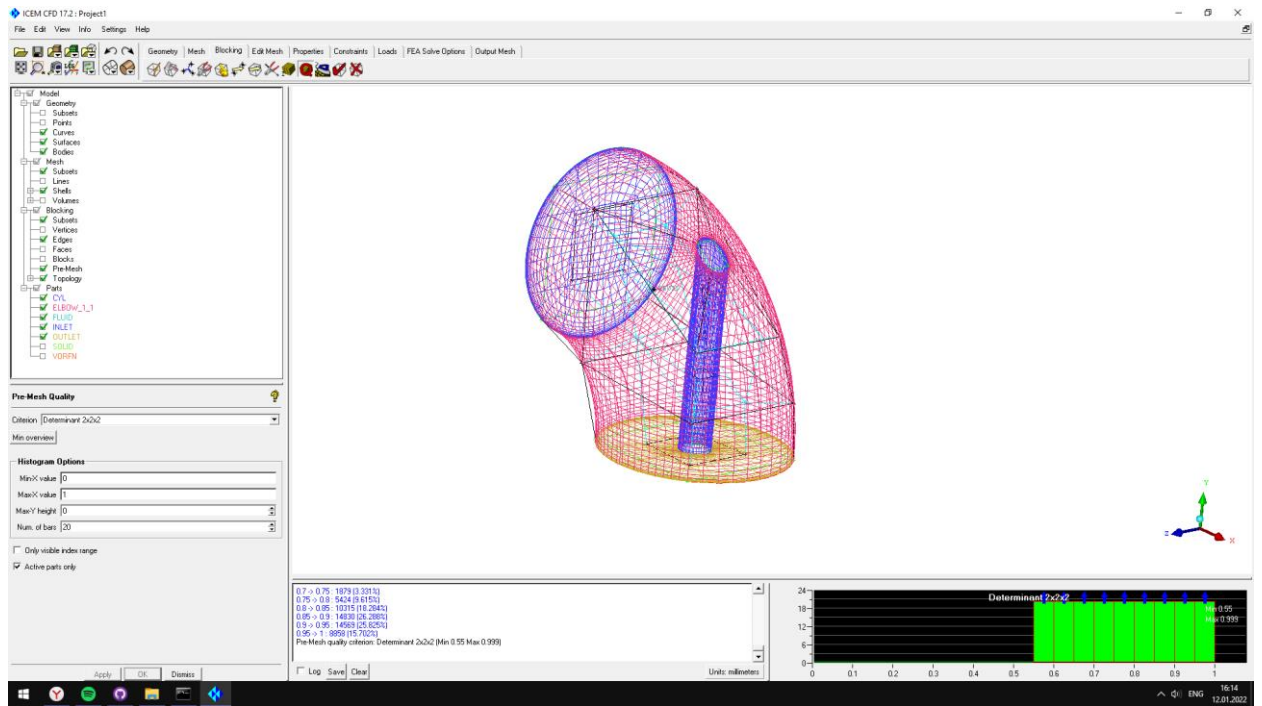 ICEM CFD 17.2 : Project1
File Edit View Info Settings Help
Geometry Mesh Blocking Edit Mesh Properties Constraints Loads FEA Solve Options Output Mesh
Model
Geometry
Subsets
Points
Curves
Surfaces
Bodies
Mesh
Subsets
Lines
Shells
Volumes
Blocking
Subsets
Vertices
Edges
Faces
Blocks
Pre-Mesh
Topology
Parts
CYL
ELBOW_1_1
FLUID
INLET
OUTLET
SOLID
VORFN
Pre-Mesh Quality
Criterion Determinant 2x2x2
Min overview
Histogram Options
Min-X value 0
Max-X value 1
Max-Y height 0
Num. of bars 20
Only visible index range
Active parts only
Apply OK Dismiss
0.7 -> 0.75 : 1879 (3.331%)
0.75 -> 0.8 : 5424 (9.615%)
0.8 -> 0.85 : 10315 (18.284%)
0.85 -> 0.9 : 14830 (26.288%)
0.9 -> 0.95 : 14569 (25.825%)
0.95 -> 1 : 8858 (15.702%)
Pre-Mesh quality criterion: Determinant 2x2x2 (Min 0.55 Max 0.999)
Log Save Clear
Units: millimeters
Determinant 2x2x2
Min 0.55
Max 0.999
24
18
12
6
0
0 0.1 0.2 0.3 0.4 0.5 0.6 0.7 0.8 0.9 1
Y
Z
X
ENG
16:14
12.01.2022